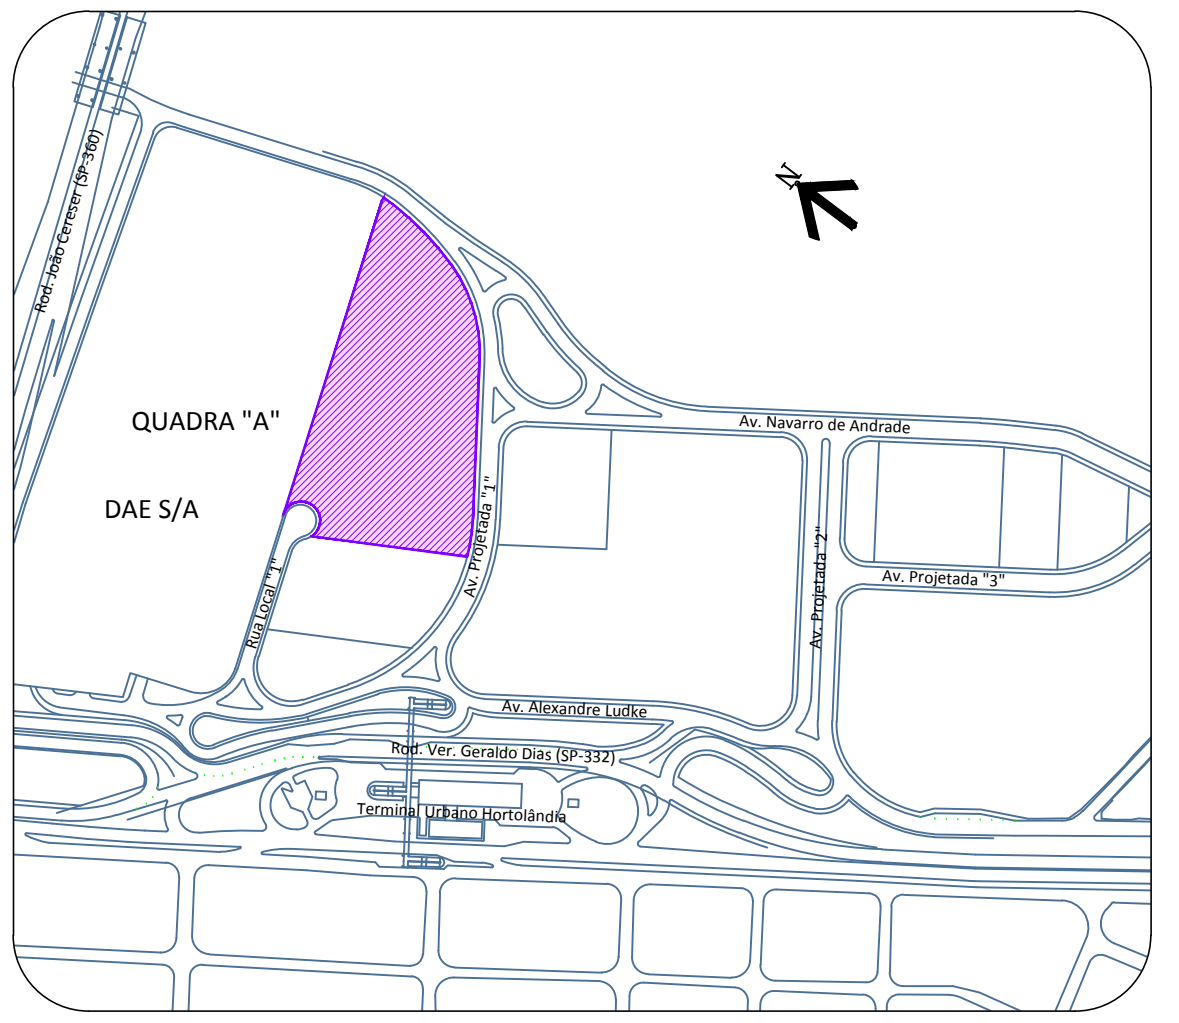 Rod. João Cereser (SP-360)
N
QUADRA "A"
Av. Navarro de Andrade
DAE S/A
Av. Projetada "1"
Av. Projetada "2"
Av. Projetada "3"
Rua Local "1"
Av. Alexandre Ludke
Rod. Ver. Geraldo Dias (SP-332)
Terminal Urbano Hortolândia